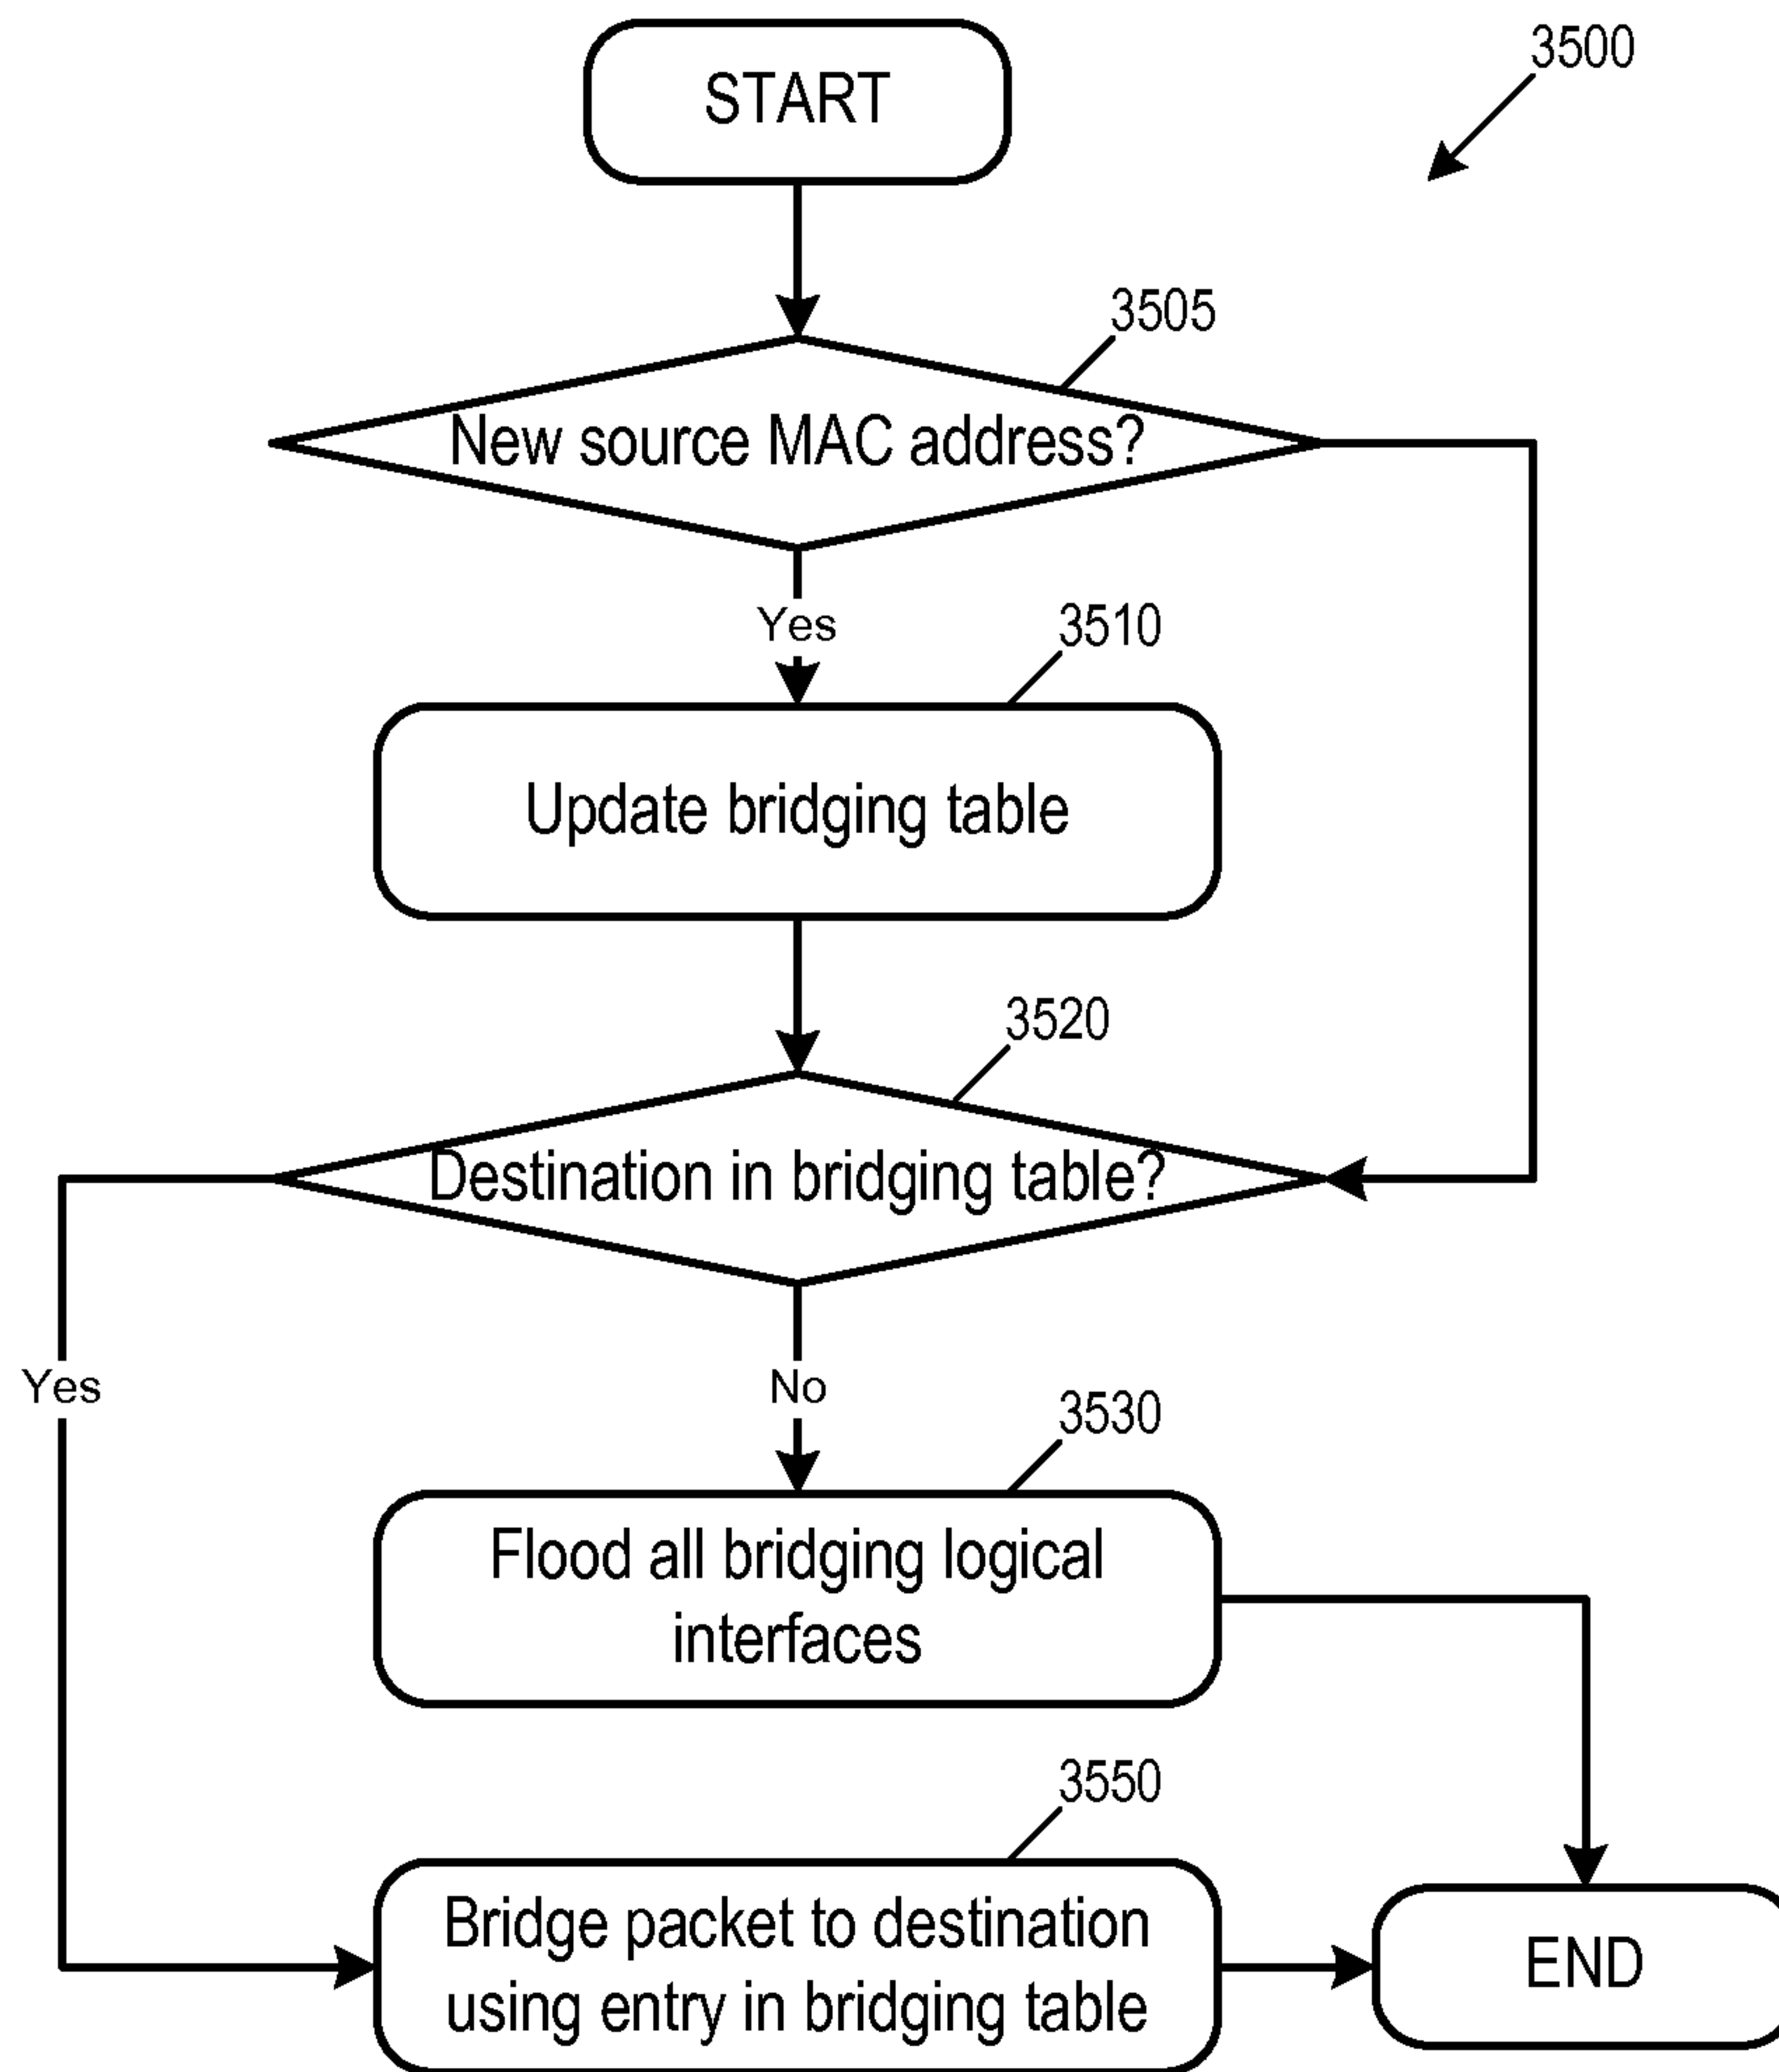 START
3500
3505
New source MAC address?
Yes
3510
Update bridging table
3520
Destination in bridging table?
Yes
No
3530
Flood all bridging logical
interfaces
3550
Bridge packet to destination
using entry in bridging table
END